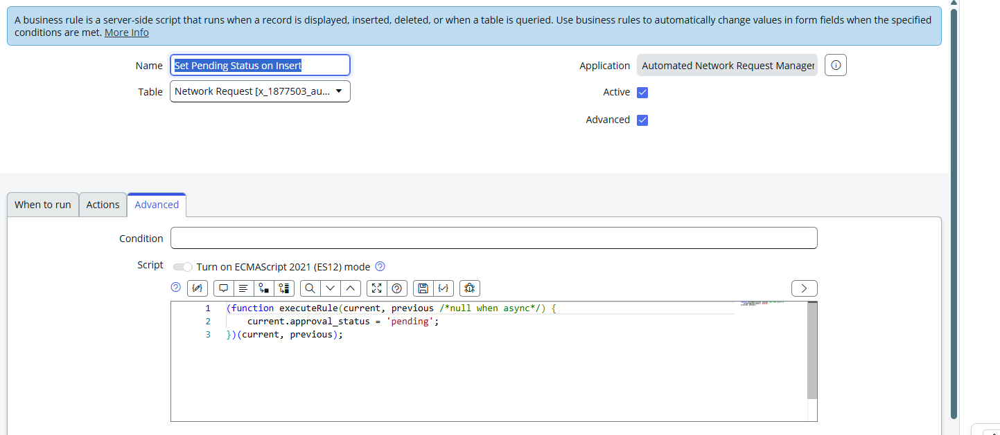 A business rule is a server-side script that runs when a record is displayed, inserted, deleted, or when a table is queried. Use business rules to automatically change values in form fields when the specified
conditions are met. More Info
Name Set Pending Status on Insert
Application Automated Network Request Manager
Table Network Request [x_1877503_au...
Active
Advanced
When to run Actions Advanced
Condition
Script Turn on ECMAScript 2021 (ES12) mode
1 (function executeRule(current, previous /*null when async*/) {
2 current.approval_status = 'pending';
3 })(current, previous);